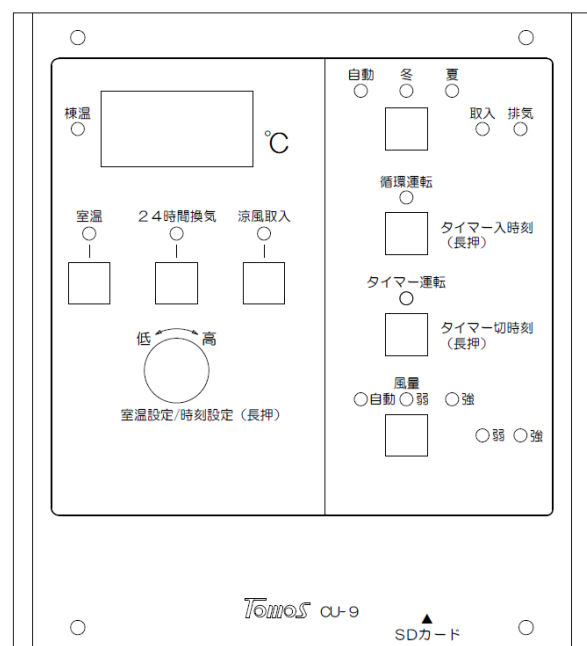 棟温
℃
室温
24時間換気
涼風取入
低 高
室温設定/時刻設定(長押)
自動 冬 夏
取入 排気
循環運転
タイマー入時刻
(長押)
タイマー運転
タイマー切時刻
(長押)
風量
自動 弱 強
弱 強
Tomos CU-9
▲
SDカード